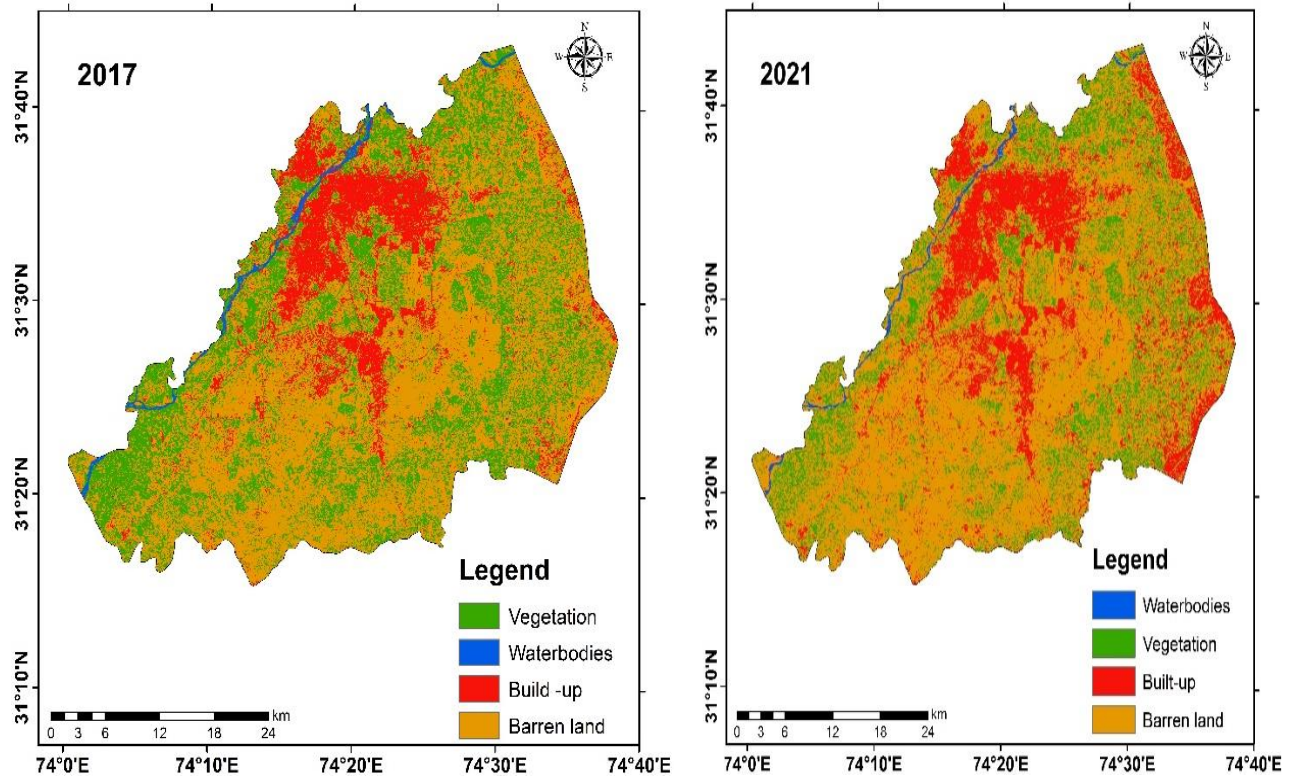 2017
N
W E
S
31°40'N
31°30'N
31°20'N
31°10'N
Legend
Vegetation
Waterbodies
Build -up
Barren land
km
0 3 6 12 18 24
74°0'E 74°10'E 74°20'E 74°30'E 74°40'E
2021
N
W E
S
31°40'N
31°30'N
31°20'N
31°10'N
Legend
Waterbodies
Vegetation
Built-up
Barren land
km
0 3 6 12 18 24
74°0'E 74°10'E 74°20'E 74°30'E 74°40'E